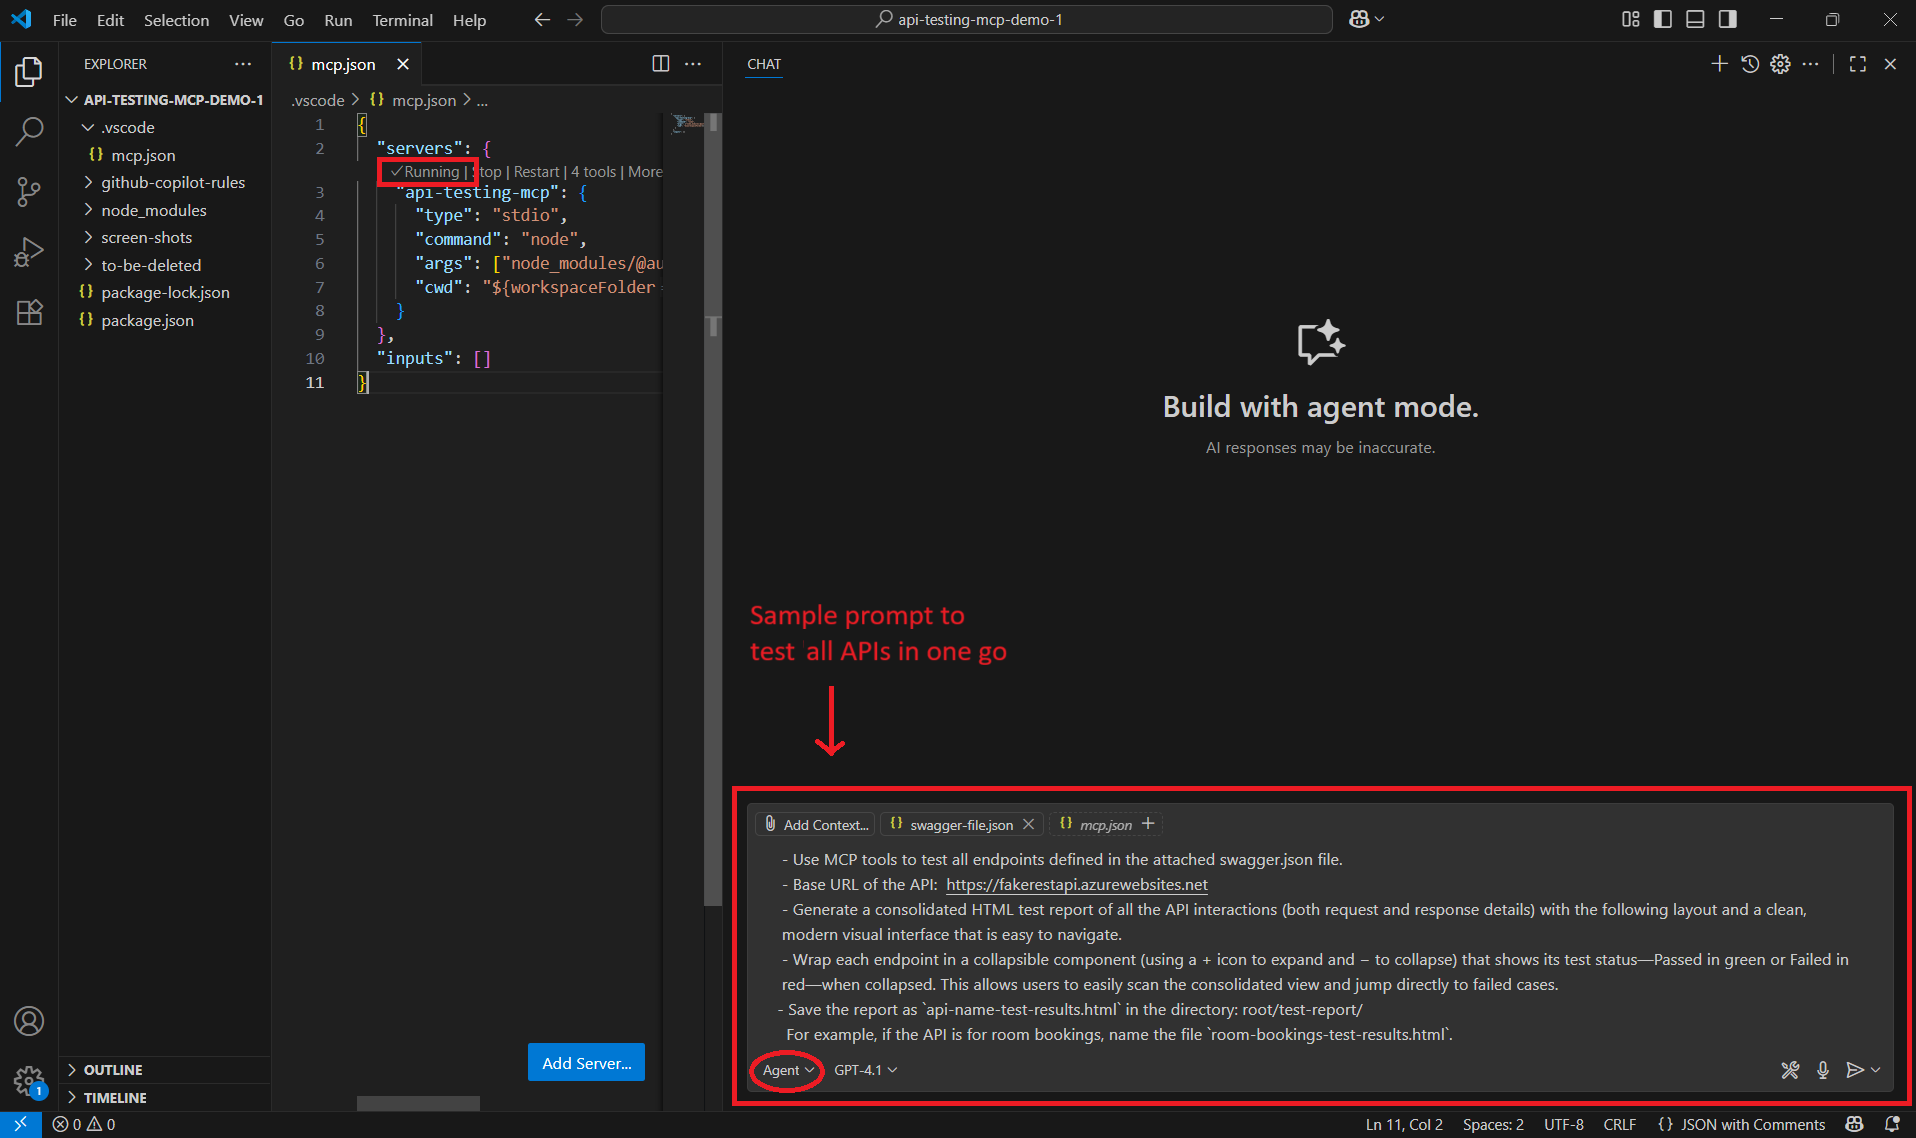 File Edit Selection View Go Run Terminal Help
api-testing-mcp-demo-1
EXPLORER
API-TESTING-MCP-DEMO-1
.vscode
{} mcp.json
github-copilot-rules
node_modules
screen-shots
to-be-deleted
{} package-lock.json
{} package.json
OUTLINE
TIMELINE
1
{} mcp.json
.vscode > {} mcp.json > ...
1 {
2 "servers": {
✓Running | Stop | Restart | 4 tools | More
3 "api-testing-mcp": {
4 "type": "stdio",
5 "command": "node",
6 "args": ["node_modules/@au
7 "cwd": "${workspaceFolder
8 }
9 },
10 "inputs": []
11 }
Add Server...
CHAT
Build with agent mode.
AI responses may be inaccurate.
Sample prompt to
test all APIs in one go
Add Context... {} swagger-file.json {} mcp.json
- Use MCP tools to test all endpoints defined in the attached swagger.json file.
- Base URL of the API: https://fakerestapi.azurewebsites.net
- Generate a consolidated HTML test report of all the API interactions (both request and response details) with the following layout and a clean,
modern visual interface that is easy to navigate.
- Wrap each endpoint in a collapsible component (using a + icon to expand and − to collapse) that shows its test status—Passed in green or Failed in
red—when collapsed. This allows users to easily scan the consolidated view and jump directly to failed cases.
- Save the report as `api-name-test-results.html` in the directory: root/test-report/
For example, if the API is for room bookings, name the file `room-bookings-test-results.html`.
Agent GPT-4.1
0 0 Ln 11, Col 2 Spaces: 2 UTF-8 CRLF {} JSON with Comments